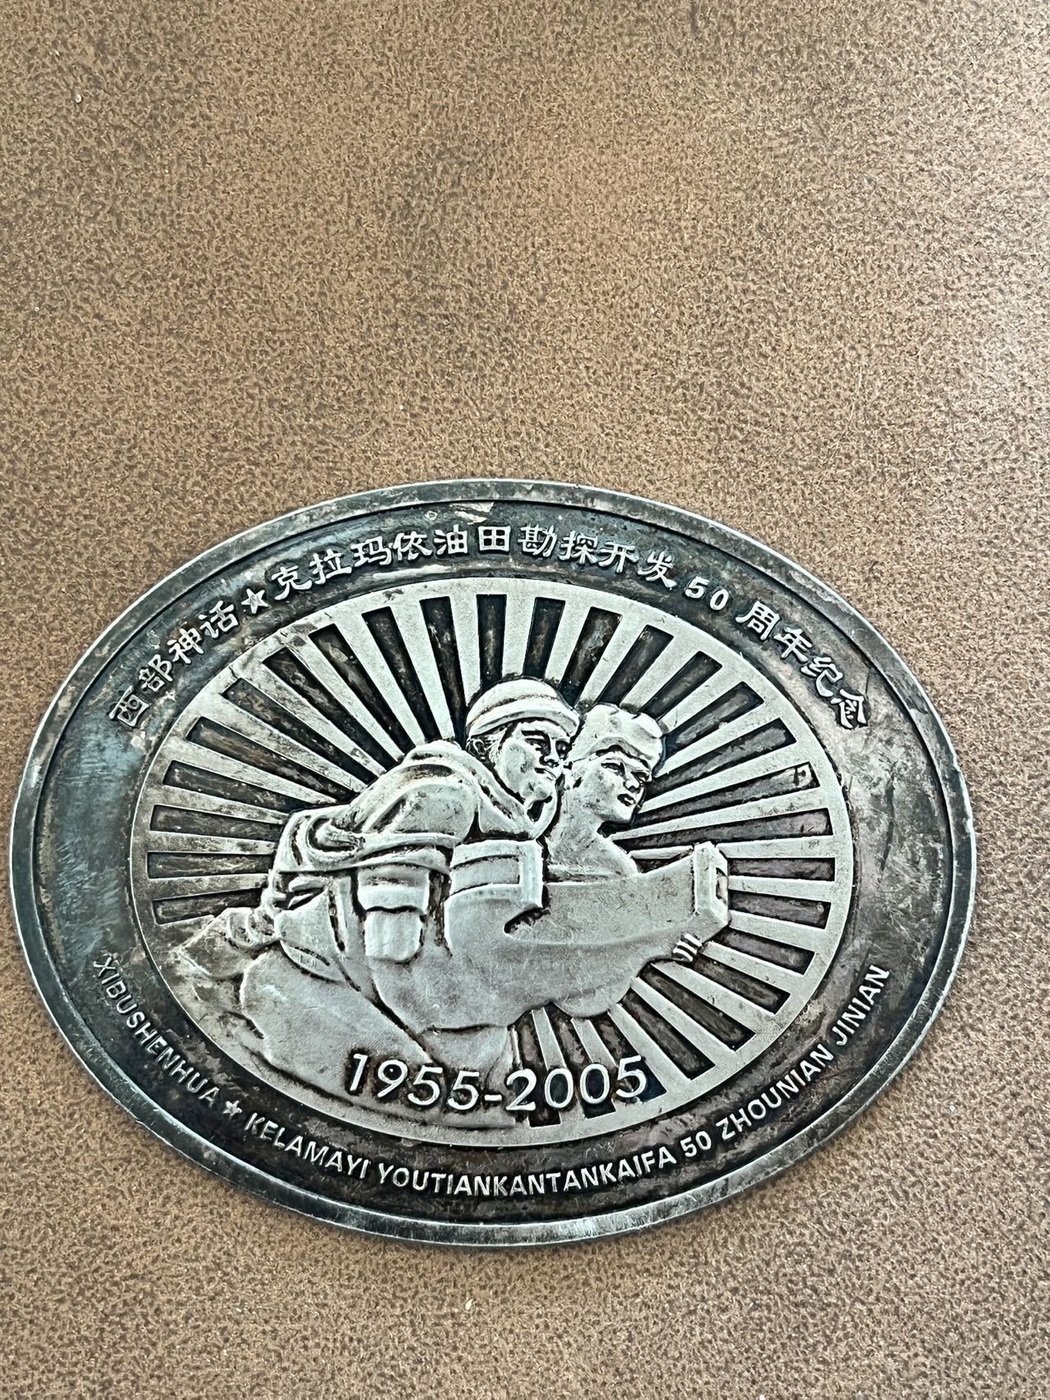 西部神话★克拉玛依油田勘探开发50周年纪念
1955-2005
XIBUSHENHUA ★ KELAMAYI YOUTIANKANTANKAIFA 50 ZHOUNIAN JINIAN